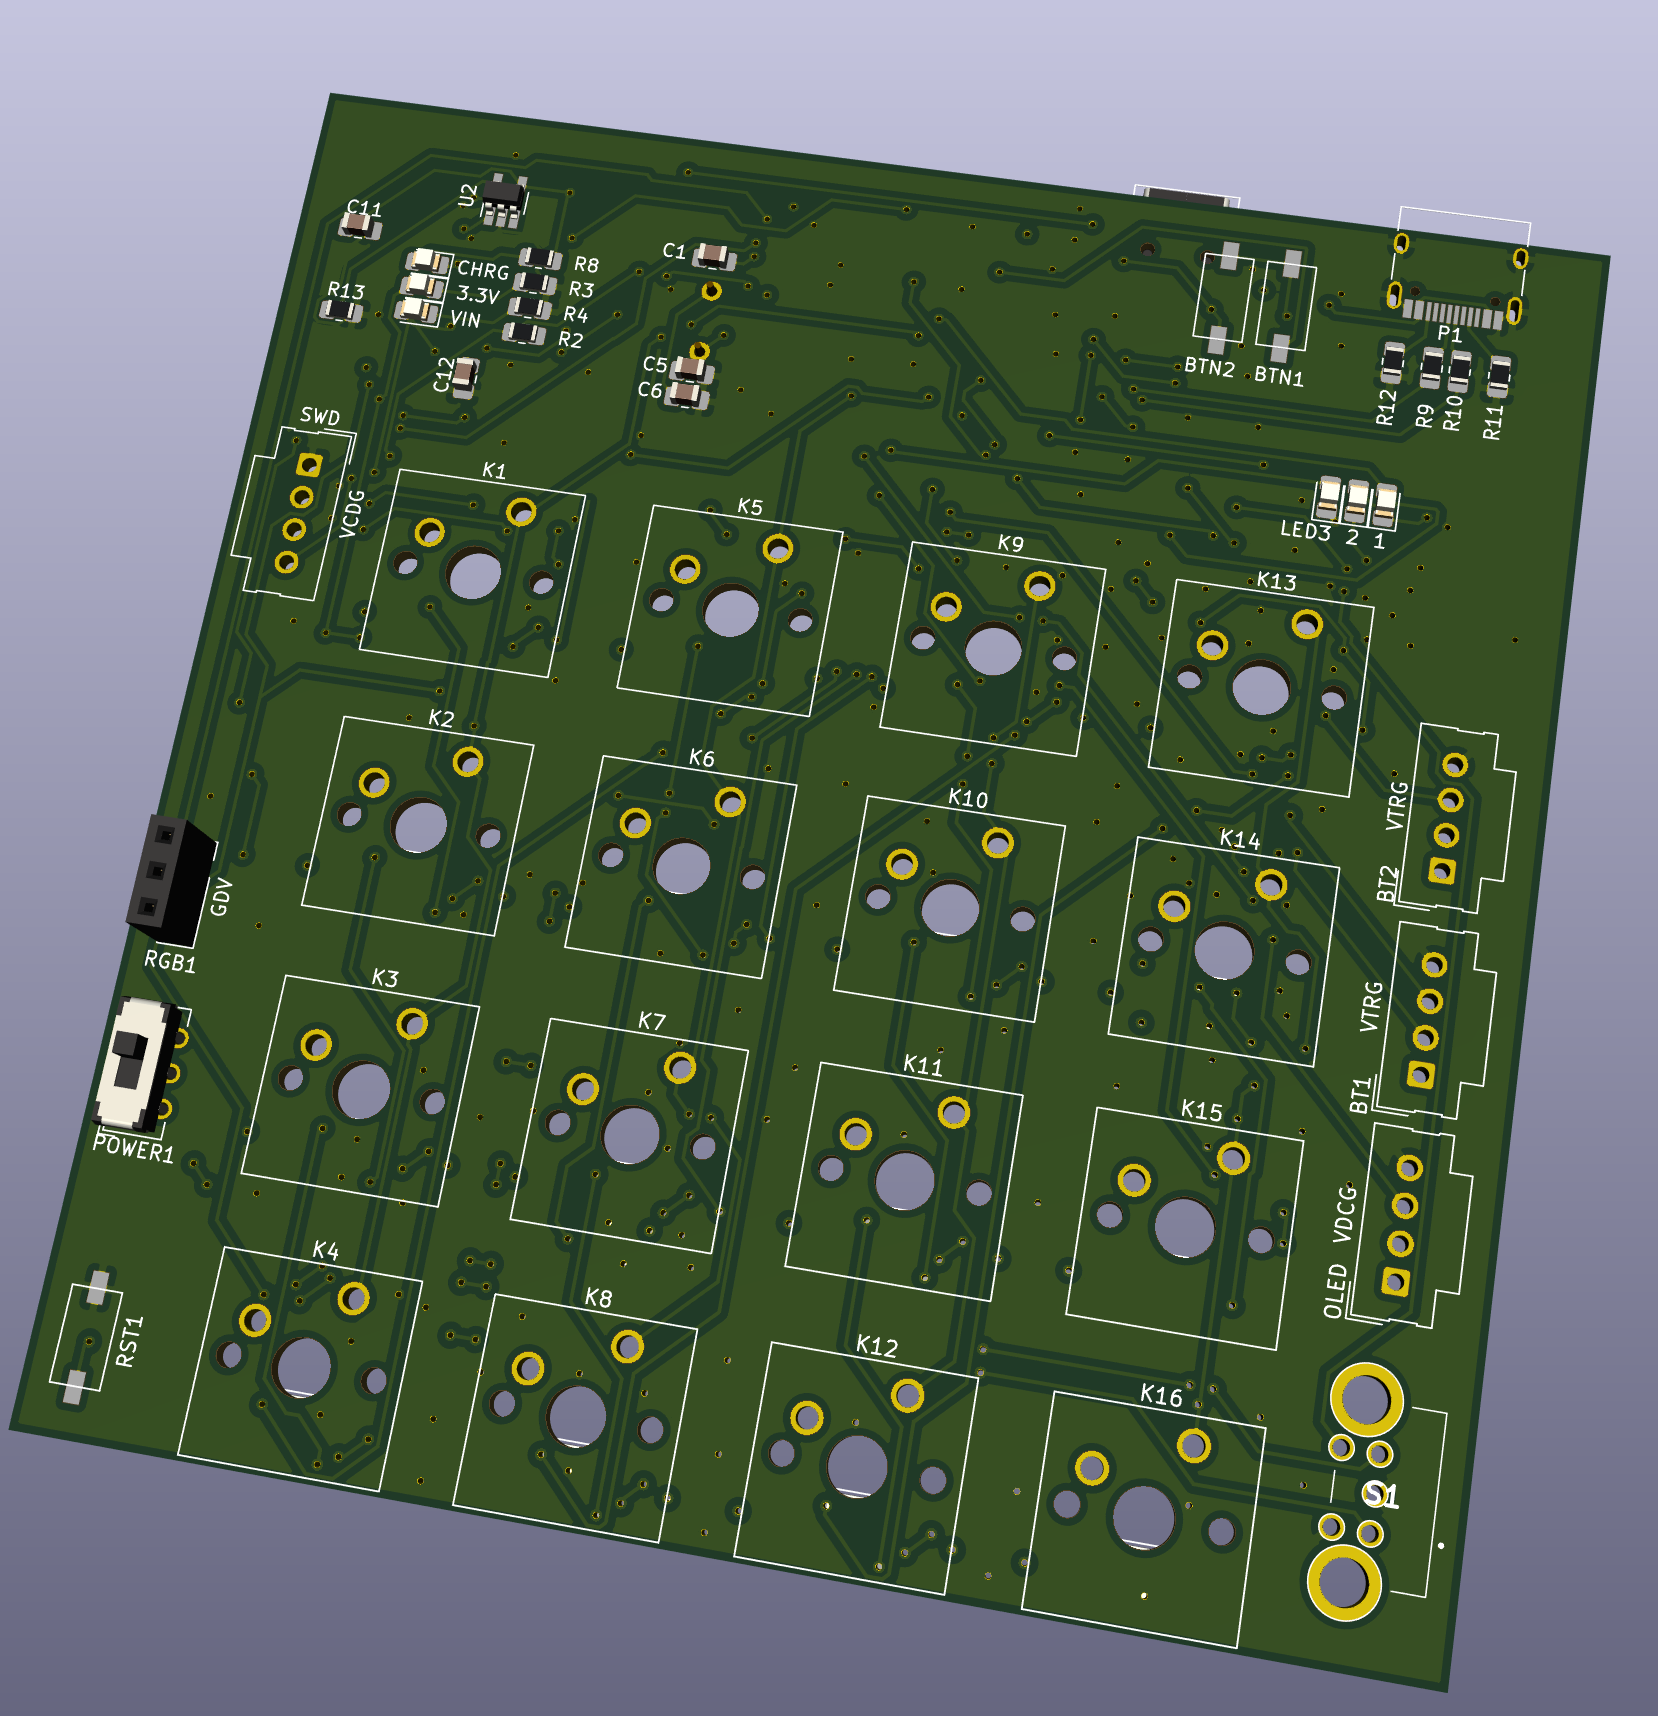 U2
C11
C1
CHRG
R8
3.3V
R3
R13
VIN
R4
R2
C12
C5
C6
P1
BTN2
BTN1
R12
R9
R10
R11
SWD
VCDG
K1
K5
LED3 2 1
K9
K13
K2
K6
K10
VTRG
K14
BT2
GDV
RGB1
K3
K7
VTRG
K11
BT1
K15
POWER1
VDCG
OLED
K4
K8
RST1
K12
K16
S1